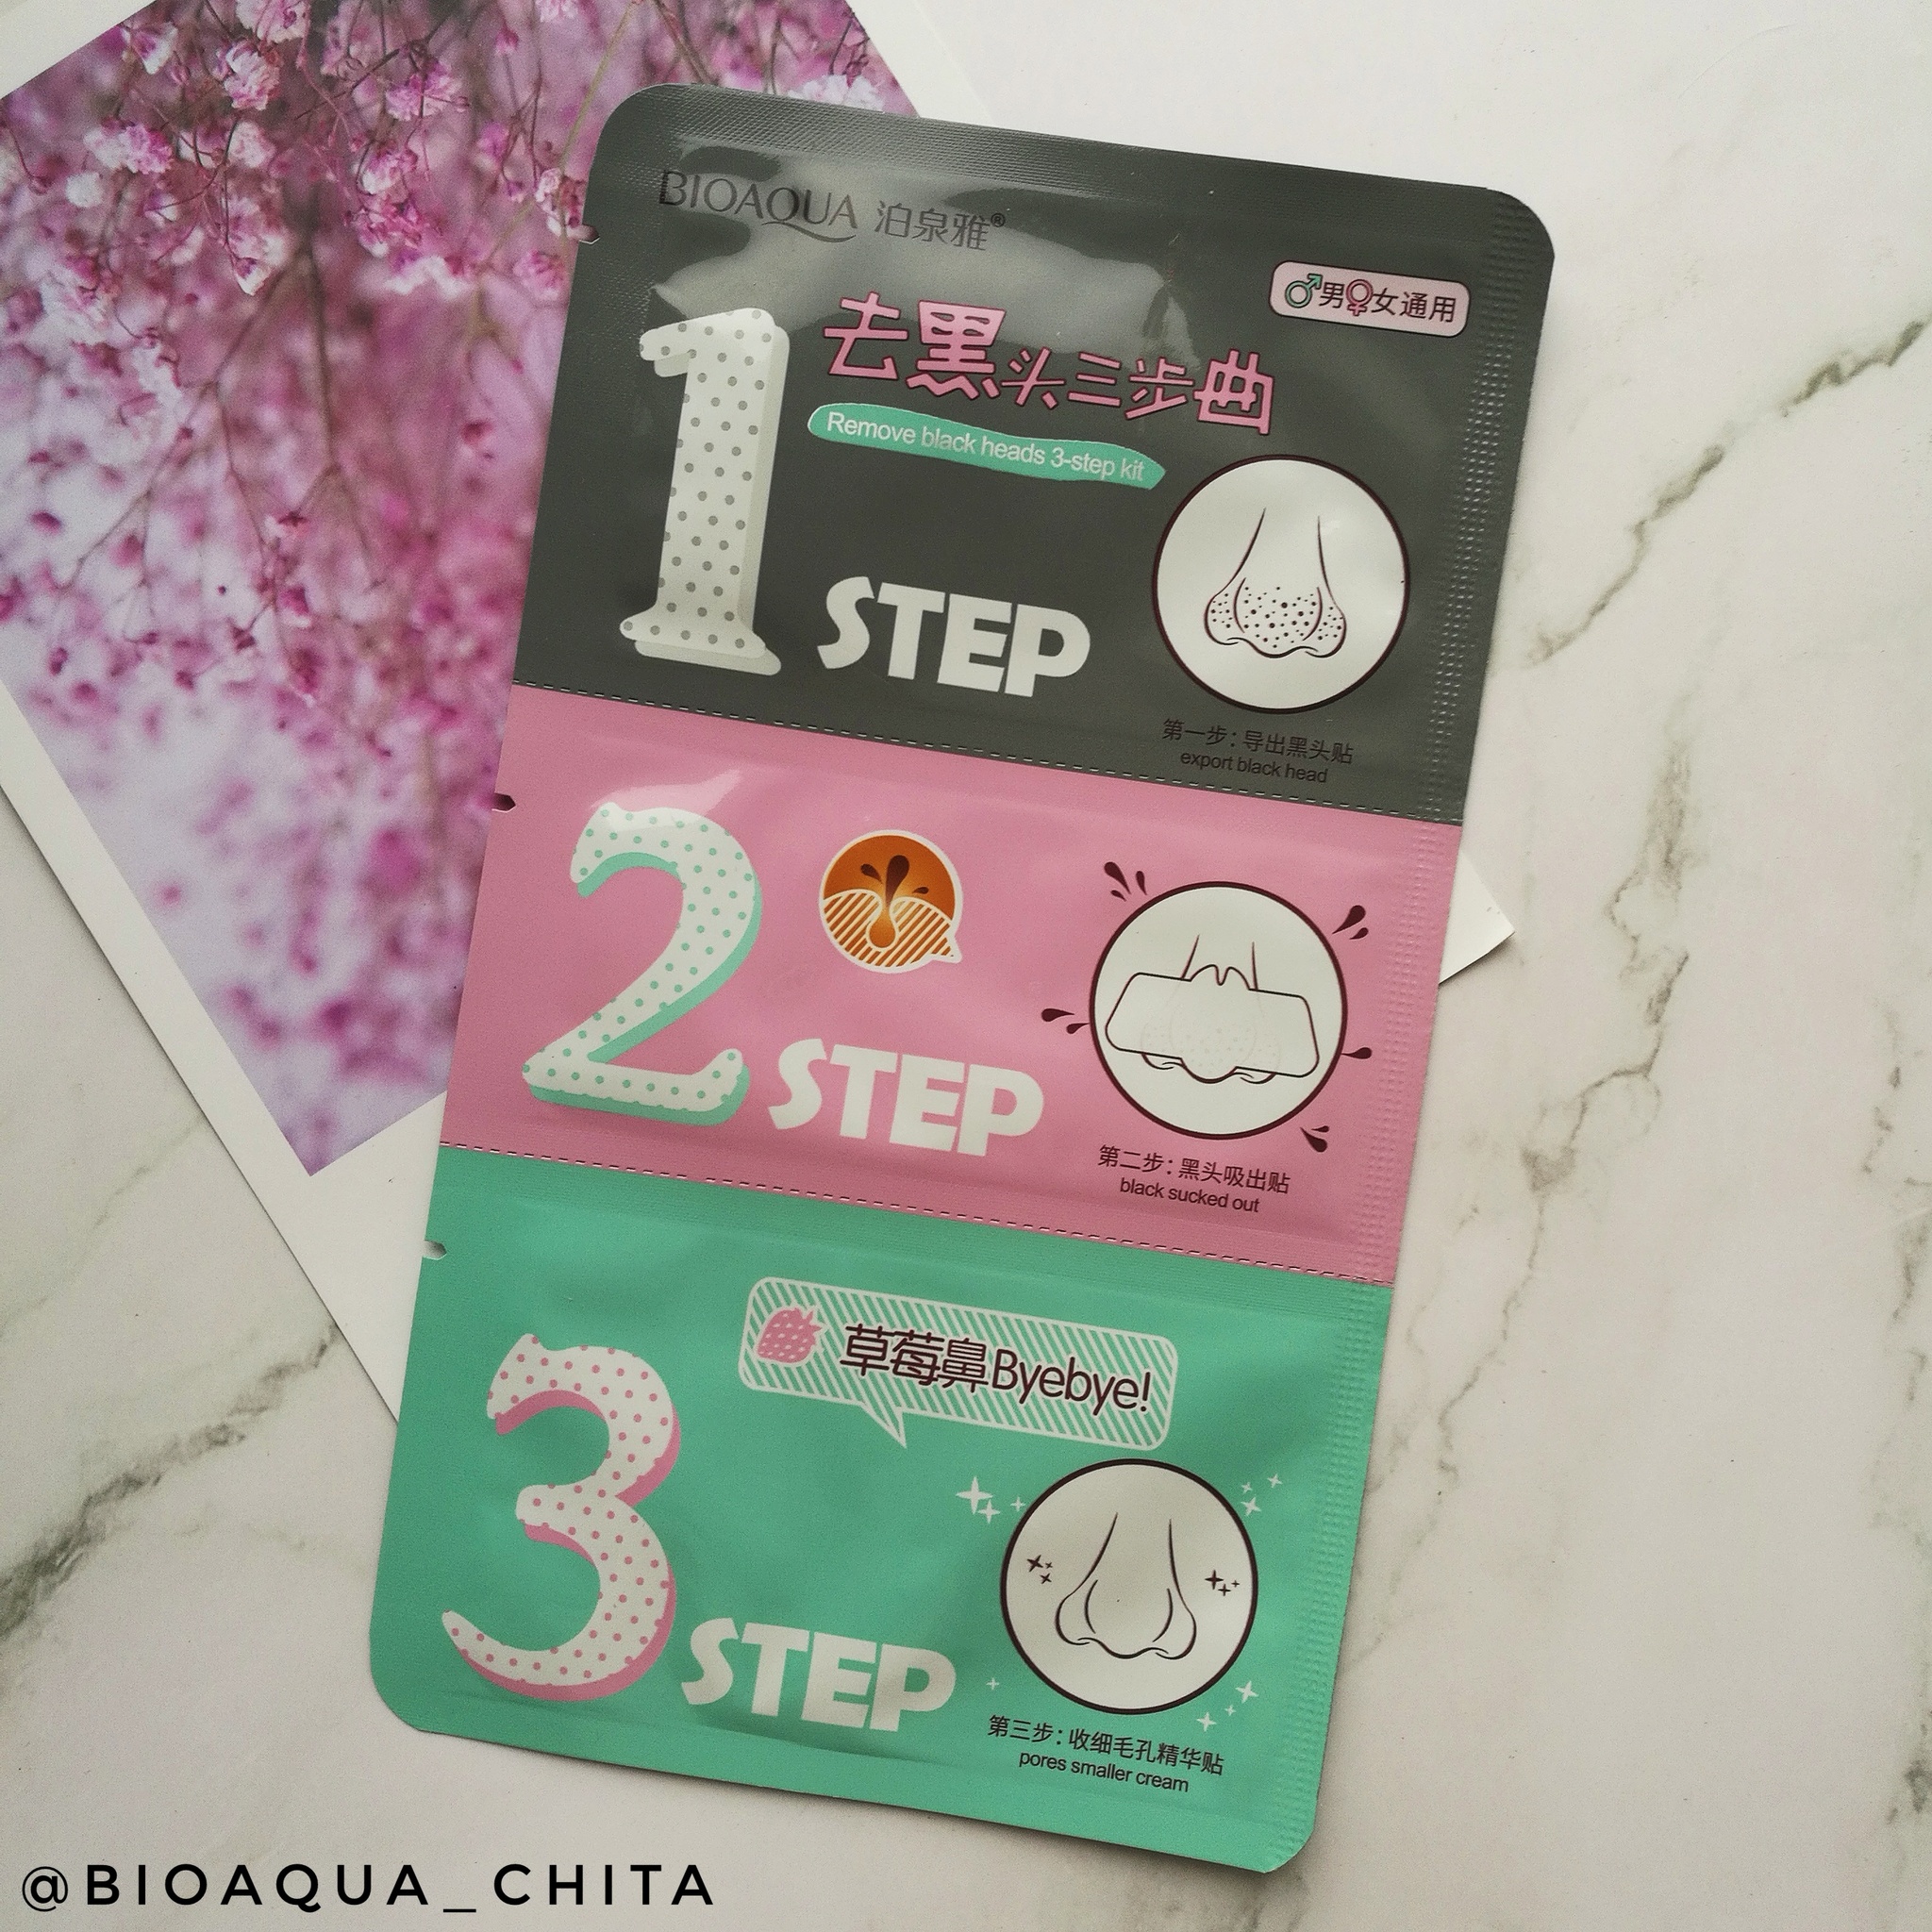 BIOAQUA 泊泉雅®
♂男♀女通用
去黑头三步曲
Remove black heads 3-step kit
1 STEP
第一步：导出黑头贴
export black head
2 STEP
第二步：黑头吸出贴
black sucked out
草莓鼻Byebye!
3 STEP
第三步：收细毛孔精华贴
pores smaller cream
@BIOAQUA_CHITA